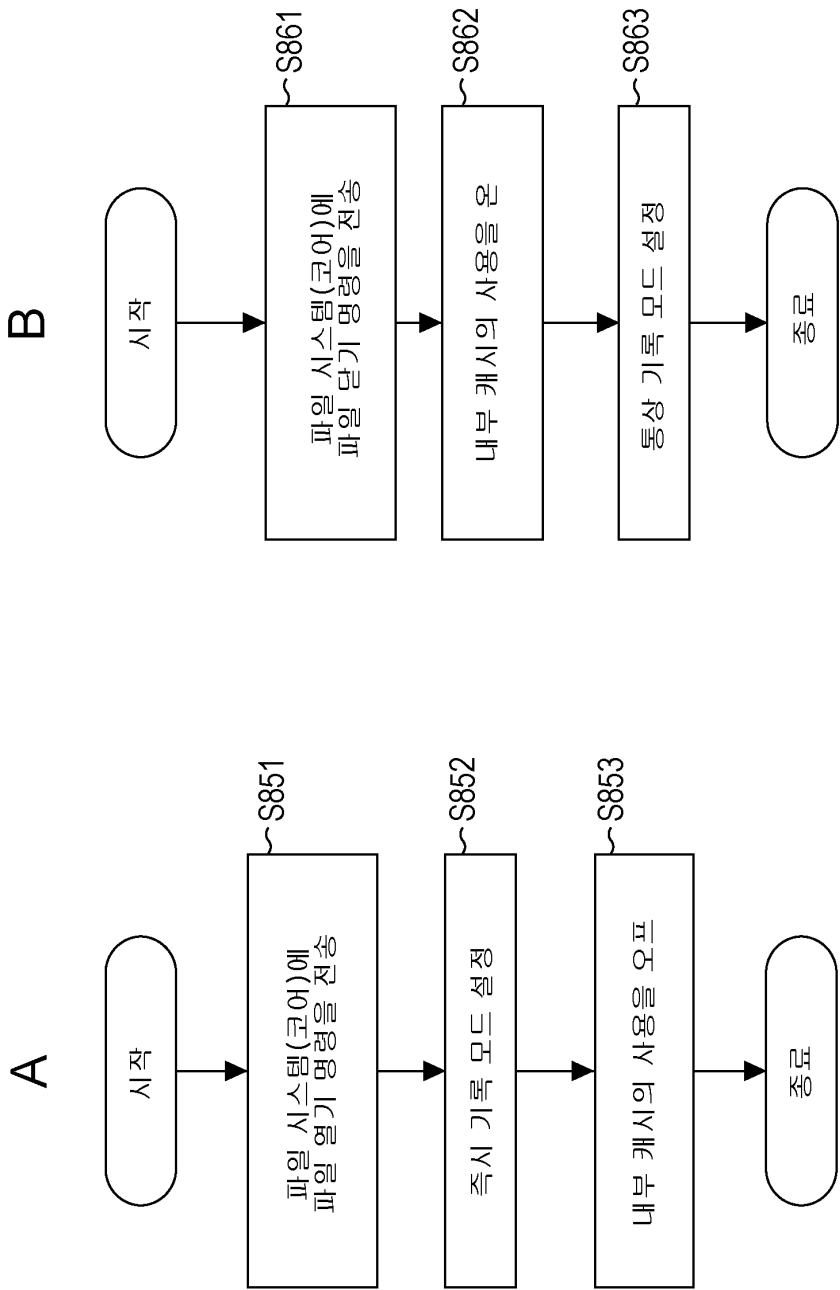 A
시작
S851
파일 시스템(코어)에
파일 열기 명령을 전송
S852
즉시 기록 모드 설정
S853
내부 캐시의 사용을 오프
종료
B
시작
S861
파일 시스템(코어)에
파일 닫기 명령을 전송
S862
내부 캐시의 사용을 온
S863
통상 기록 모드 설정
종료